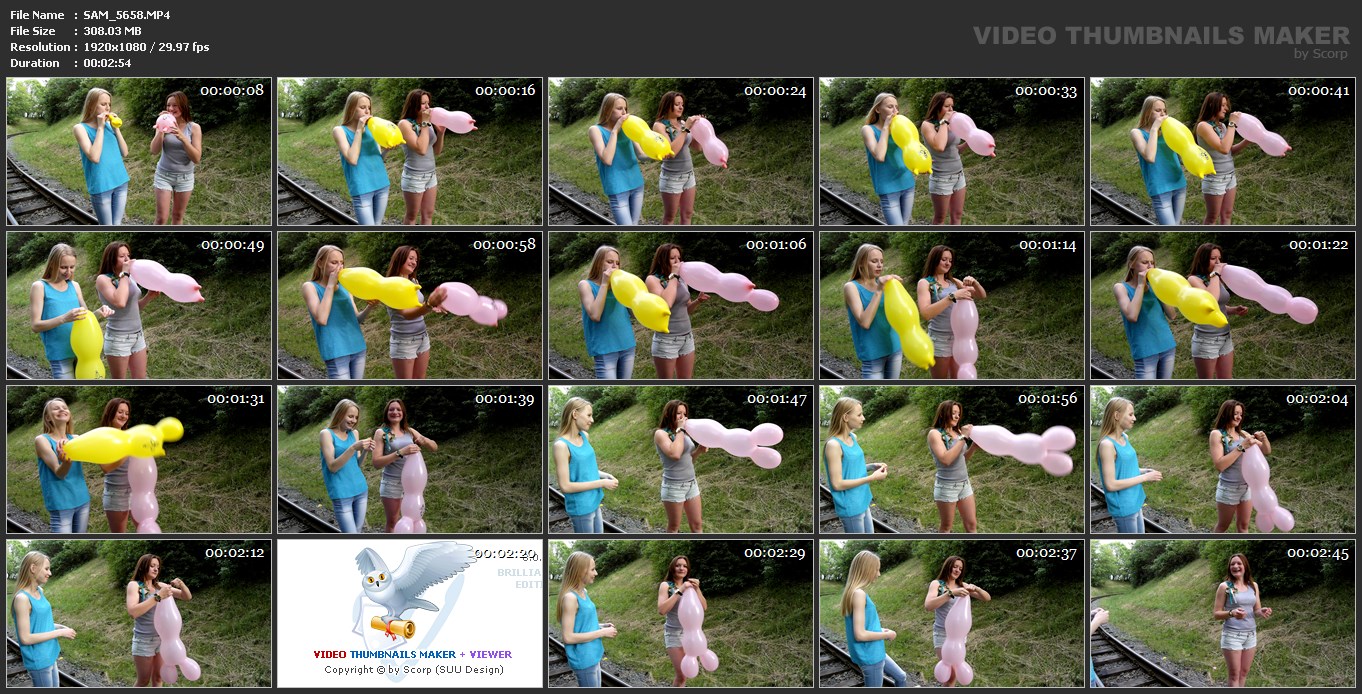 File Name : SAM_5658.MP4
File Size : 308.03 MB
Resolution : 1920x1080 / 29.97 fps
Duration : 00:02:54
VIDEO THUMBNAILS MAKER
by Scorp
00:00:08
00:00:16
00:00:24
00:00:33
00:00:41
00:00:49
00:00:58
00:01:06
00:01:14
00:01:22
00:01:31
00:01:39
00:01:47
00:01:56
00:02:04
00:02:12
00:02:20
BRILLIA
EDITI
VIDEO THUMBNAILS MAKER + VIEWER
Copyright © by Scorp (SUU Design)
00:02:29
00:02:37
00:02:45